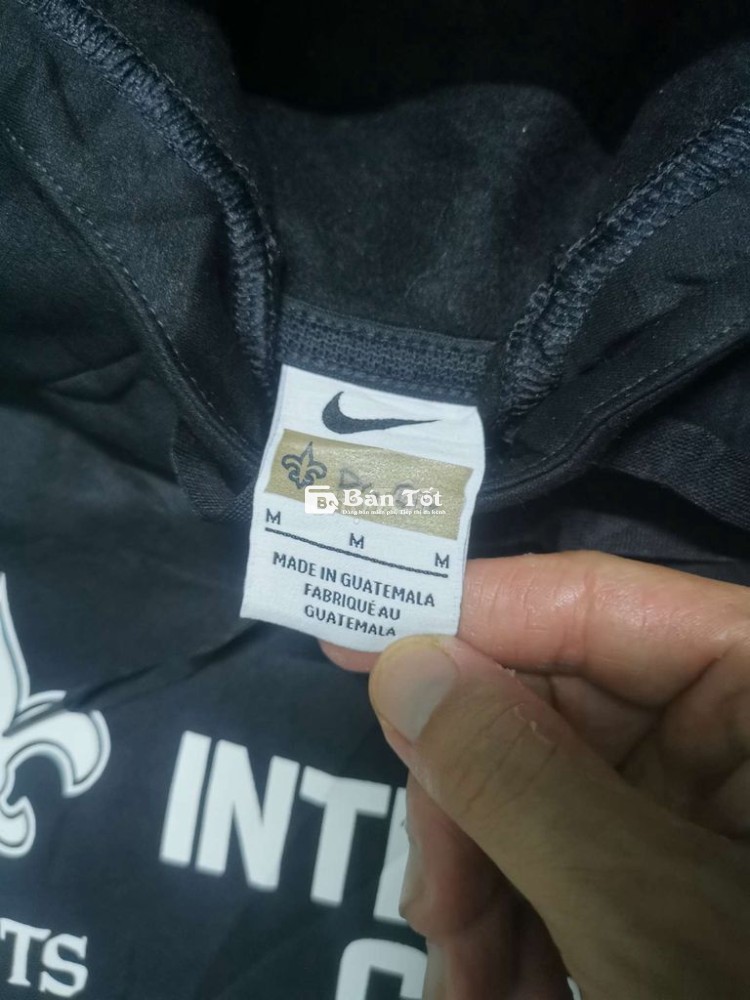 Bán Tốt
M
M
M
MADE IN GUATEMALA
FABRIQUÉ AU
GUATEMALA
INT
TS